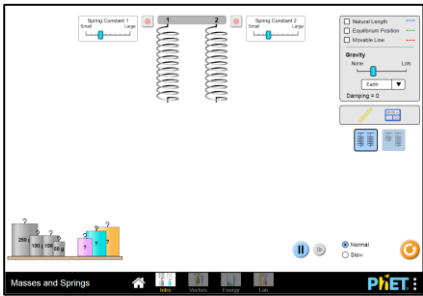 Spring Constant 1
Small
Large
1
2
Spring Constant 2
Small
Large
Natural Length
Equilibrium Position
Movable Line
Gravity
None
Lots
Earth
Damping = 0
?
?
?
?
?
?
?
250 g
100 g
100 g
50 g
?
?
?
Normal
Slow
Masses and Springs
Intro
Vectors
Energy
Lab
PhET